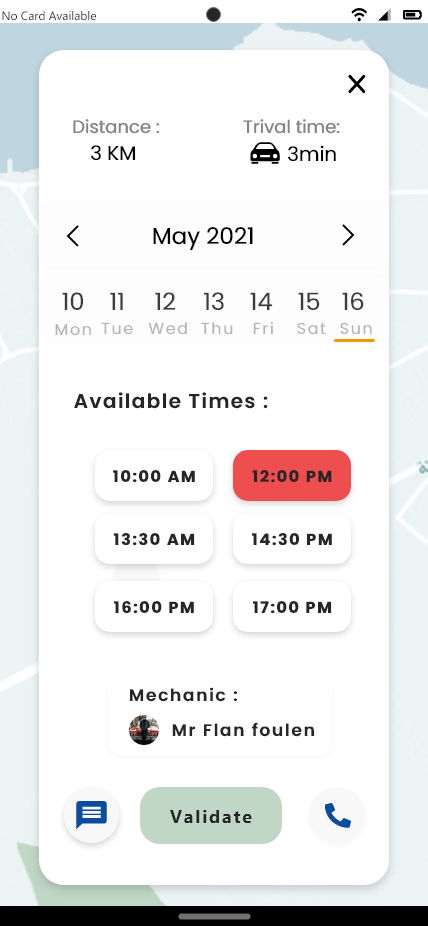 No Card Available
Distance : Trival time:
3 KM 3min
May 2021
10 11 12 13 14 15 16
Mon Tue Wed Thu Fri Sat Sun
Available Times :
10:00 AM 12:00 PM
13:30 AM 14:30 PM
16:00 PM 17:00 PM
Mechanic :
Mr Flan foulen
Validate